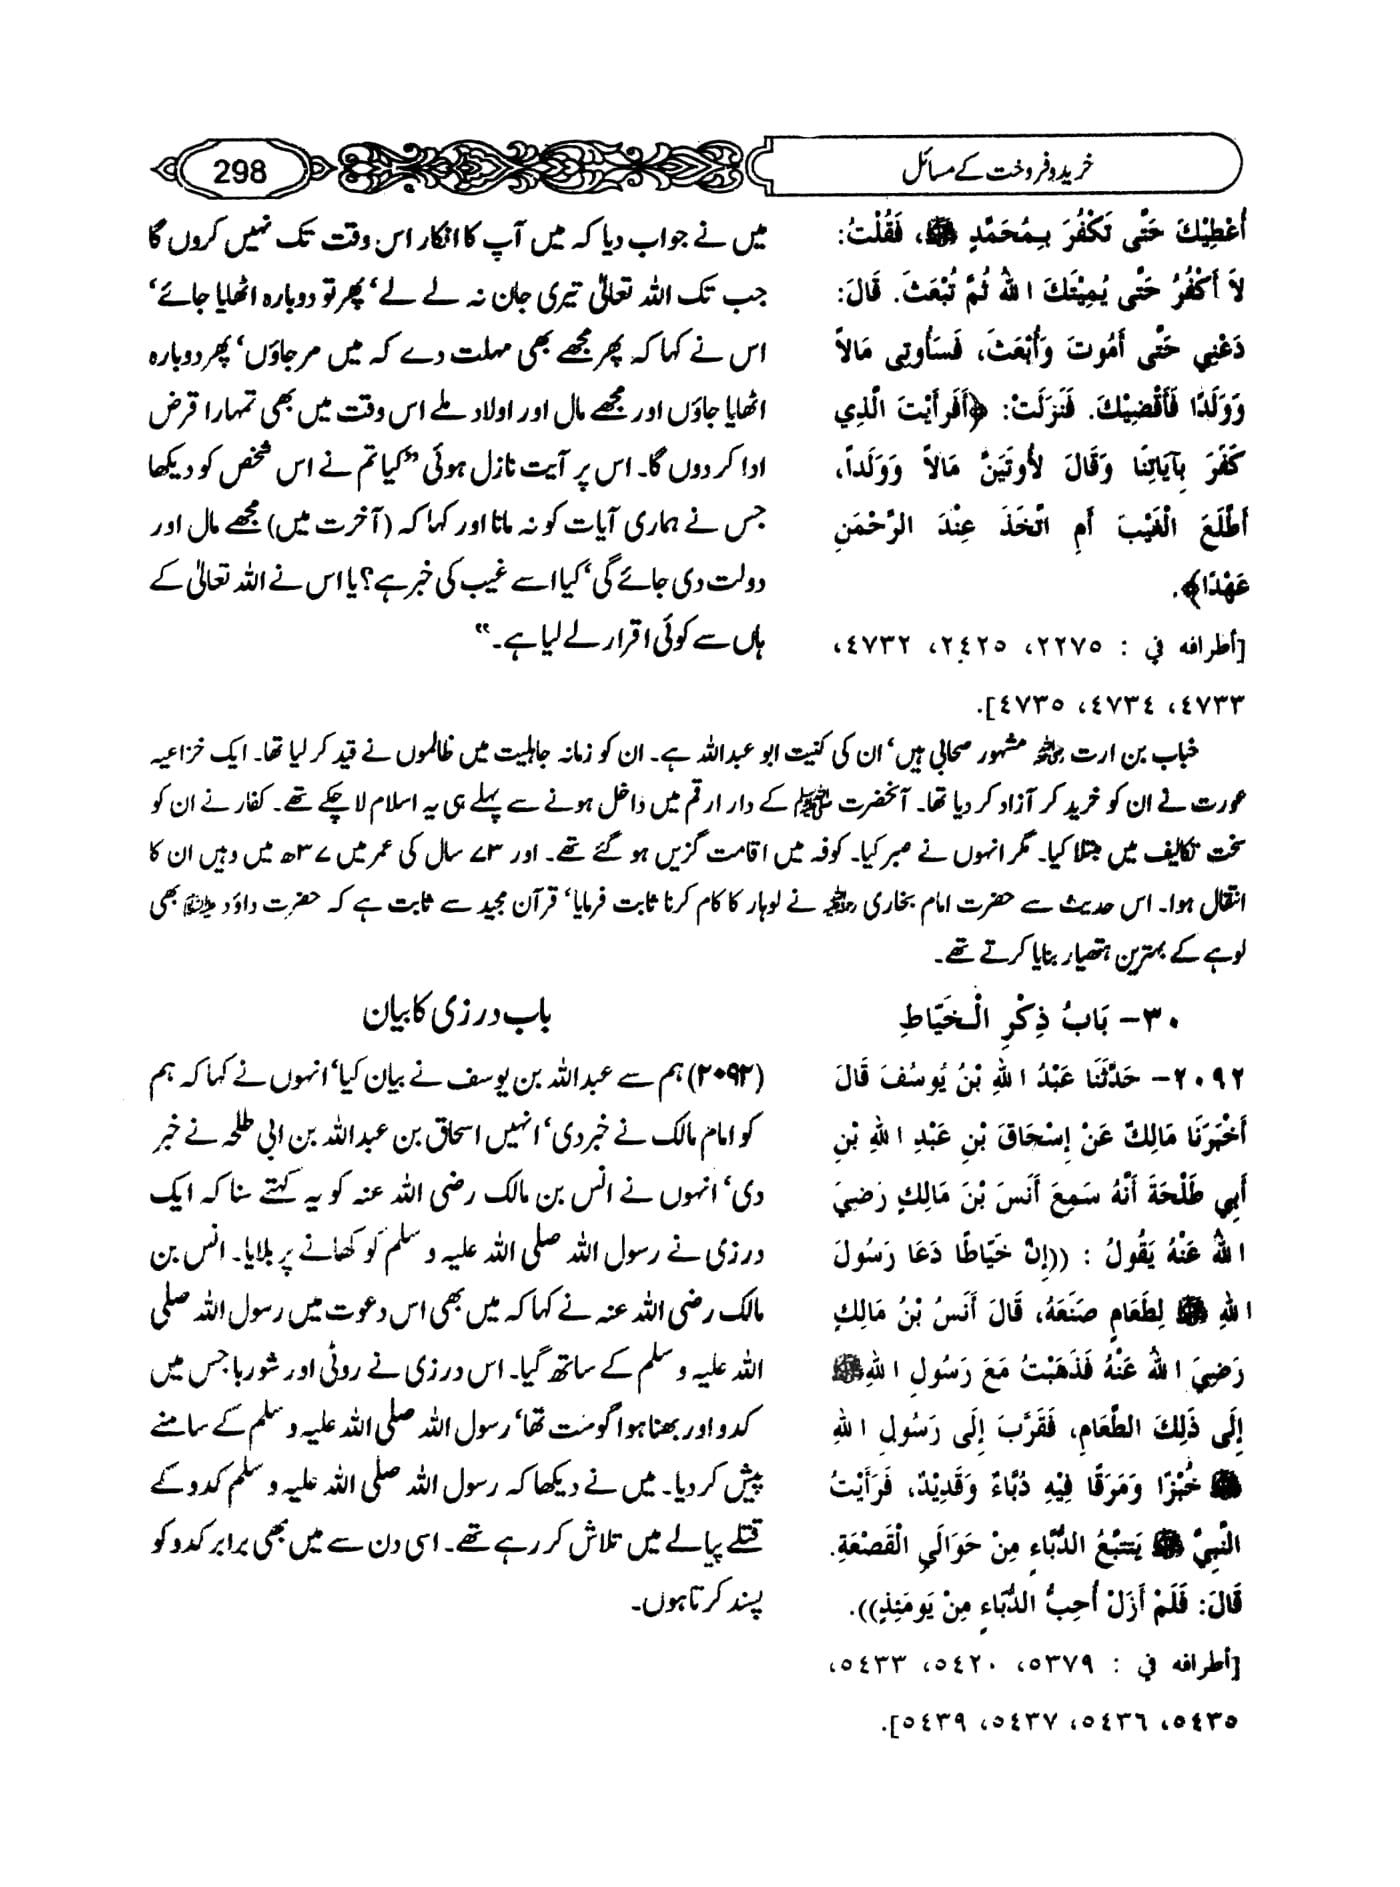 خرید و فروخت کے مسائل
298
أُعْطِيْكَ حَتَّى تَكْفُرَ بِمُحَمَّدٍ ﷺ، فَقُلْتُ:
لاَ أَكْفُرُ حَتَّى يُمِيْتَكَ اللهُ ثُمَّ تُبْعَثَ. قَالَ:
دَعْنِي حَتَّى أَمُوتَ وَأُبْعَثَ، فَسَأُوتِى مَالاً
وَوَلَدًا فَأَقْضِيْكَ. فَنَزَلَتْ: ﴿أَفَرَأَيْتَ الَّذِي
كَفَرَ بِآيَاتِنَا وَقَالَ لأُوتَيَنَّ مَالاً وَوَلَداً،
أَطَّلَعَ الْغَيْبَ أَمِ اتَّخَذَ عِنْدَ الرَّحْمَنِ
عَهْدًا﴾.
[أطرافه في : ٢٢٧٥، ٢٤٢٥، ٤٧٣٢،
٤٧٣٣، ٤٧٣٤، ٤٧٣٥].
میں نے جواب دیا کہ میں آپ کا انکار اس وقت تک نہیں کروں گا
جب تک اللہ تعالیٰ تیری جان نہ لے لے‘ پھر تو دوبارہ اٹھایا جائے‘
اس نے کہا کہ پھر مجھے بھی مہلت دے کہ میں مر جاؤں‘ پھر دوبارہ
اٹھایا جاؤں اور مجھے مال اور اولاد ملے اس وقت میں بھی تمہارا قرض
ادا کر دوں گا۔ اس پر آیت نازل ہوئی ”کیا تم نے اس شخص کو دیکھا
جس نے ہماری آیات کو نہ مانا اور کہا کہ (آخرت میں) مجھے مال اور
دولت دی جائے گی‘ کیا اسے غیب کی خبر ہے؟ یا اس نے اللہ تعالیٰ کے
ہاں سے کوئی اقرار لے لیا ہے۔“
خباب بن ارت رضی اللہ عنہ مشہور صحابی ہیں‘ ان کی کنیت ابو عبداللہ ہے۔ ان کو زمانہ جاہلیت میں ظالموں نے قید کر لیا تھا۔ ایک خزاعیہ
عورت نے ان کو خرید کر آزاد کر دیا تھا۔ آنحضرت ﷺ کے دار ارقم میں داخل ہونے سے پہلے ہی یہ اسلام لا چکے تھے۔ کفار نے ان کو
سخت تکالیف میں مبتلا کیا۔ مگر انہوں نے صبر کیا۔ کوفہ میں اقامت گزیں ہو گئے تھے۔ اور ۷۳ سال کی عمر میں ۳۷ھ میں وہیں ان کا
انتقال ہوا۔ اس حدیث سے حضرت امام بخاری رحمہ اللہ نے لوہار کا کام کرنا ثابت فرمایا‘ قرآن مجید سے ثابت ہے کہ حضرت داؤد علیہ السلام بھی
لوہے کے بہترین ہتھیار بنایا کرتے تھے۔
٣٠- بَابُ ذِكْرِ الْخَيَّاطِ
٢٠٩٢- حَدَّثَنَا عَبْدُ اللهِ بْنُ يُوسُفَ قَالَ
أَخْبَرَنَا مَالِكٌ عَنْ إِسْحَاقَ بْنِ عَبْدِ اللهِ بْنِ
أَبِي طَلْحَةَ أَنَّهُ سَمِعَ أَنَسَ بْنَ مَالِكٍ رَضِيَ
اللهُ عَنْهُ يَقُولُ : ((إِنَّ خَيَّاطًا دَعَا رَسُولَ
اللهِ ﷺ لِطَعَامٍ صَنَعَهُ، قَالَ أَنَسُ بْنُ مَالِكٍ
رَضِيَ اللهُ عَنْهُ فَذَهَبْتُ مَعَ رَسُولِ اللهِ ﷺ
إِلَى ذَلِكَ الطَّعَامِ، فَقَرَّبَ إِلَى رَسُولِ اللهِ
ﷺ خُبْزًا وَمَرَقًا فِيْهِ دُبَّاءٌ وَقَدِيْدٌ، فَرَأَيْتُ
النَّبِيَّ ﷺ يَتَتَبَّعُ الدُّبَّاءِ مِنْ حَوَالَيِ الْقَصْعَةِ.
قَالَ: فَلَمْ أَزَلْ أُحِبُّ الدُّبَّاءِ مِنْ يَومَئِذٍ)).
[أطرافه في : ٥٣٧٩، ٥٤٢٠، ٥٤٣٣،
٥٤٣٥، ٥٤٣٦، ٥٤٣٧، ٥٤٣٩].
باب درزی کا بیان
(۲۰۹۲) ہم سے عبداللہ بن یوسف نے بیان کیا‘ انہوں نے کہا کہ ہم
کو امام مالک نے خبر دی‘ انہیں اسحاق بن عبداللہ بن ابی طلحہ نے خبر
دی‘ انہوں نے انس بن مالک رضی اللہ عنہ کو یہ کہتے سنا کہ ایک
درزی نے رسول اللہ صلی اللہ علیہ و سلم کو کھانے پر بلایا۔ انس بن
مالک رضی اللہ عنہ نے کہا کہ میں بھی اس دعوت میں رسول اللہ صلی
اللہ علیہ و سلم کے ساتھ گیا۔ اس درزی نے روٹی اور شوربا جس میں
کدو اور بھنا ہوا گوشت تھا‘ رسول اللہ صلی اللہ علیہ و سلم کے سامنے
پیش کر دیا۔ میں نے دیکھا کہ رسول اللہ صلی اللہ علیہ و سلم کدو کے
قتلے پیالے میں تلاش کر رہے تھے۔ اسی دن سے میں بھی برابر کدو کو
پسند کرتا ہوں۔